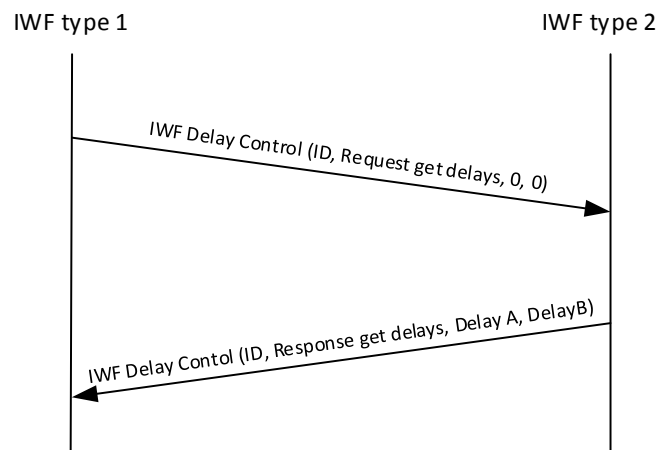 IWF type 1
IWF type 2
IWF Delay Control (ID, Request get delays, 0, 0)
IWF Delay Contol (ID, Response get delays, Delay A, DelayB)